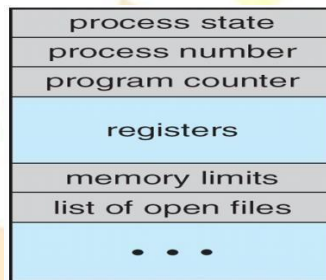 process state
process number
program counter
registers
memory limits
list of open files
• • •